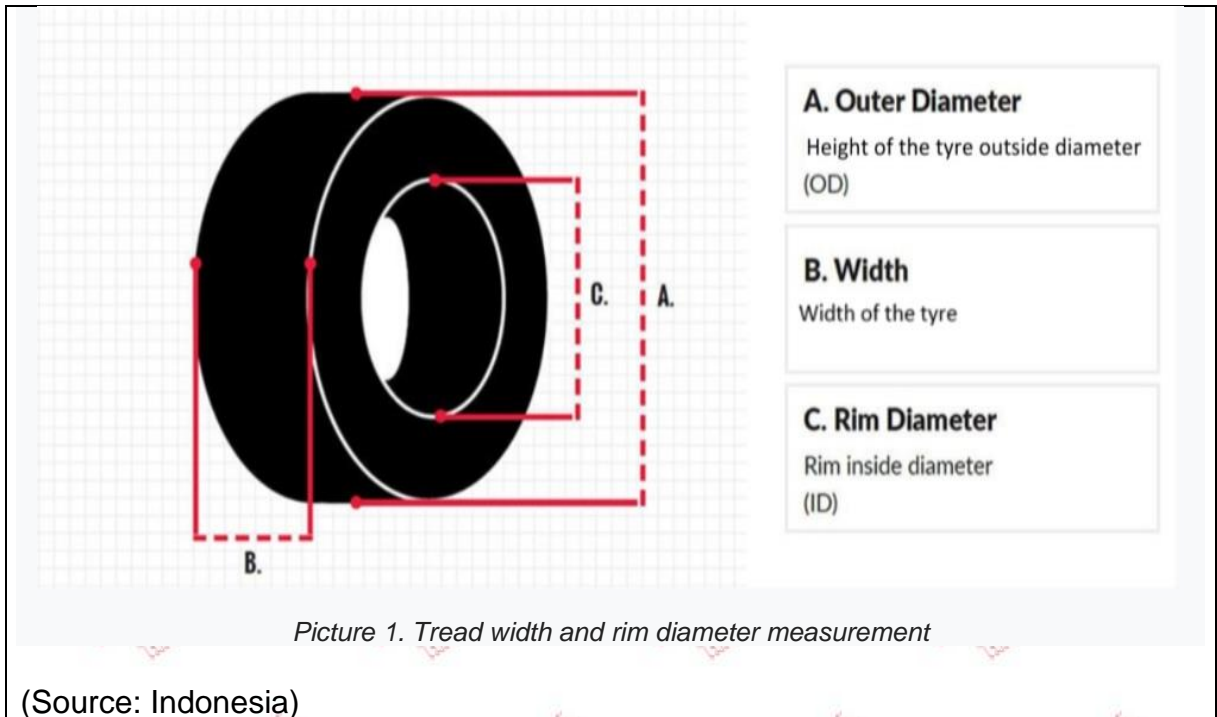 A. Outer Diameter
Height of the tyre outside diameter
(OD)
B. Width
Width of the tyre
C. Rim Diameter
Rim inside diameter
(ID)
C.
A.
B.
Picture 1. Tread width and rim diameter measurement
(Source: Indonesia)